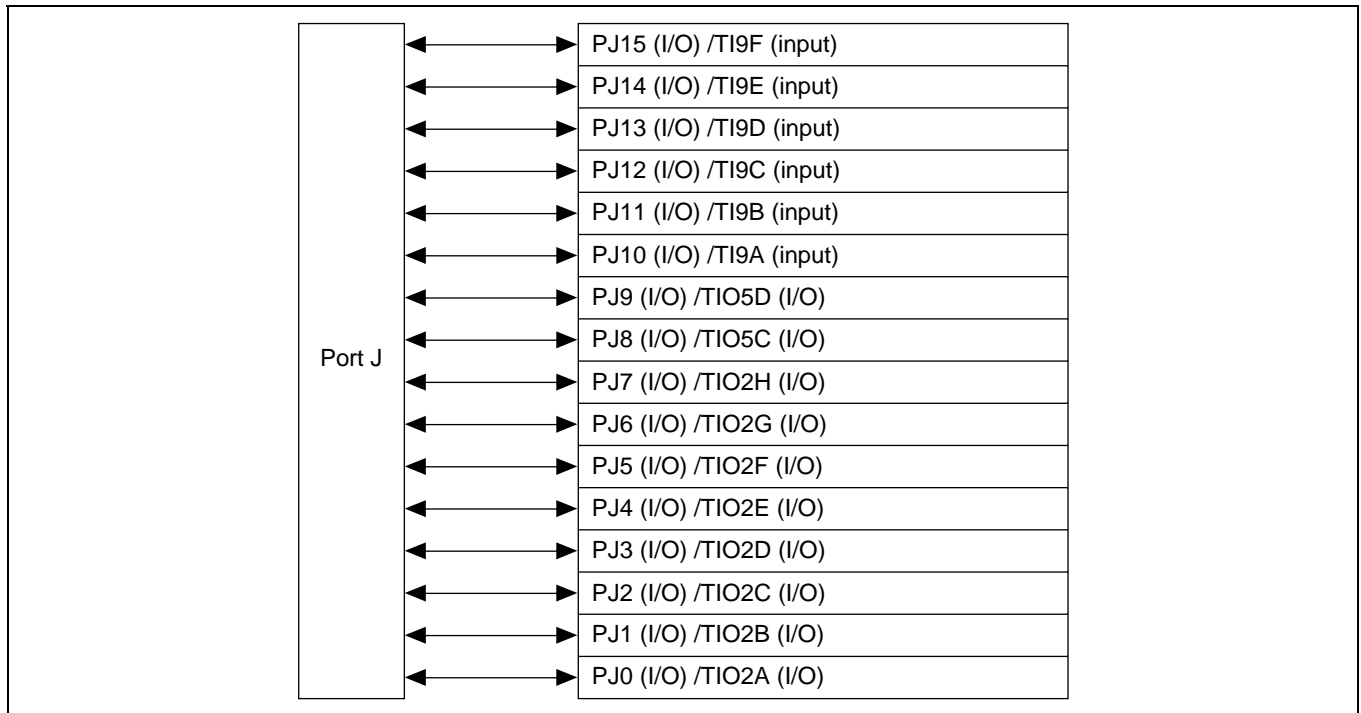 PJ15 (I/O) /TI9F (input)
PJ14 (I/O) /TI9E (input)
PJ13 (I/O) /TI9D (input)
PJ12 (I/O) /TI9C (input)
PJ11 (I/O) /TI9B (input)
PJ10 (I/O) /TI9A (input)
PJ9 (I/O) /TIO5D (I/O)
PJ8 (I/O) /TIO5C (I/O)
Port J
PJ7 (I/O) /TIO2H (I/O)
PJ6 (I/O) /TIO2G (I/O)
PJ5 (I/O) /TIO2F (I/O)
PJ4 (I/O) /TIO2E (I/O)
PJ3 (I/O) /TIO2D (I/O)
PJ2 (I/O) /TIO2C (I/O)
PJ1 (I/O) /TIO2B (I/O)
PJ0 (I/O) /TIO2A (I/O)